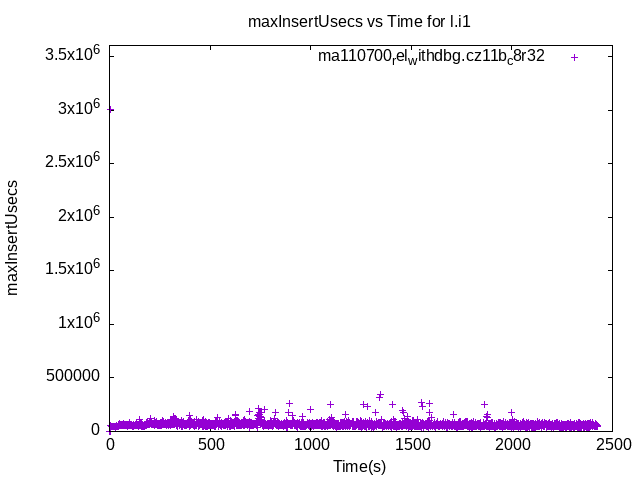 maxInsertUsecs vs Time for l.i1
ma110700_rel_withdbg.cz11b_c8r32
3.5x10^6
3x10^6
2.5x10^6
2x10^6
1.5x10^6
1x10^6
500000
0
maxInsertUsecs
0 500 1000 1500 2000 2500
Time(s)